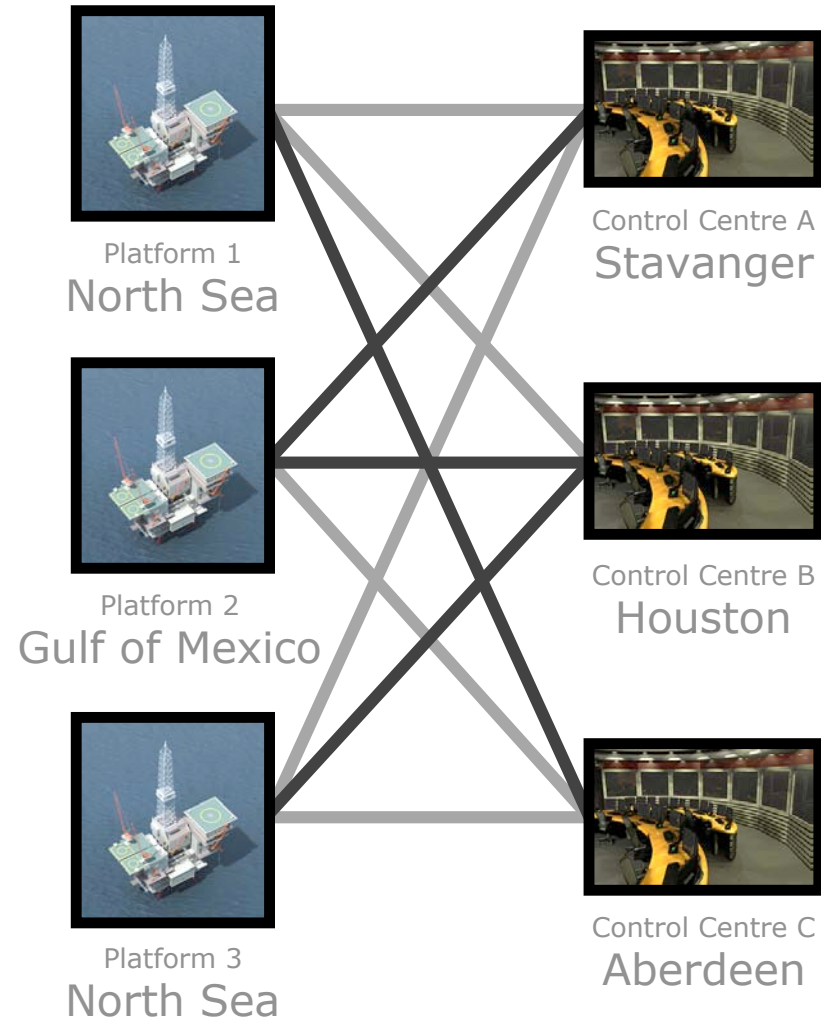 Platform 1
North Sea
Control Centre A
Stavanger
Platform 2
Gulf of Mexico
Control Centre B
Houston
Platform 3
North Sea
Control Centre C
Aberdeen